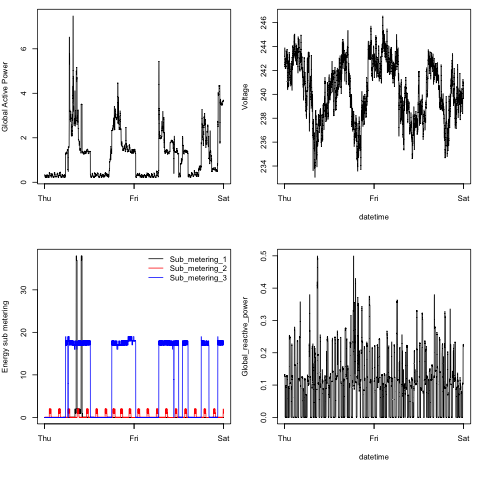 Global Active Power
6
4
2
0
Thu
Fri
Sat
Voltage
246
244
242
240
238
236
234
Thu
Fri
Sat
datetime
Energy sub metering
30
20
10
0
Sub_metering_1
Sub_metering_2
Sub_metering_3
Thu
Fri
Sat
Global_reactive_power
0.5
0.4
0.3
0.2
0.1
0.0
Thu
Fri
Sat
datetime